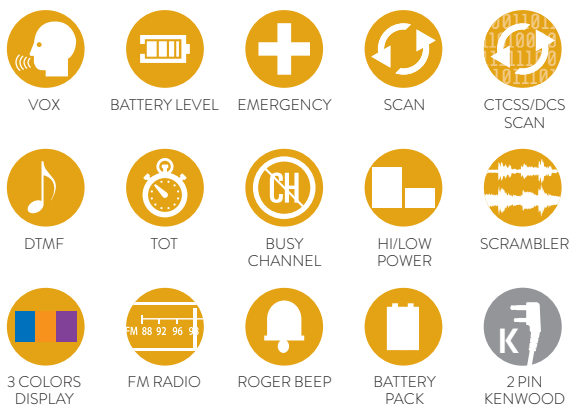 VOX
BATTERY LEVEL
EMERGENCY
SCAN
CTCSS/DCS
SCAN
DTMF
TOT
CH
BUSY
CHANNEL
HI/LOW
POWER
SCRAMBLER
3 COLORS
DISPLAY
FM 88 92 96 98
FM RADIO
ROGER BEEP
BATTERY
PACK
K
2 PIN
KENWOOD